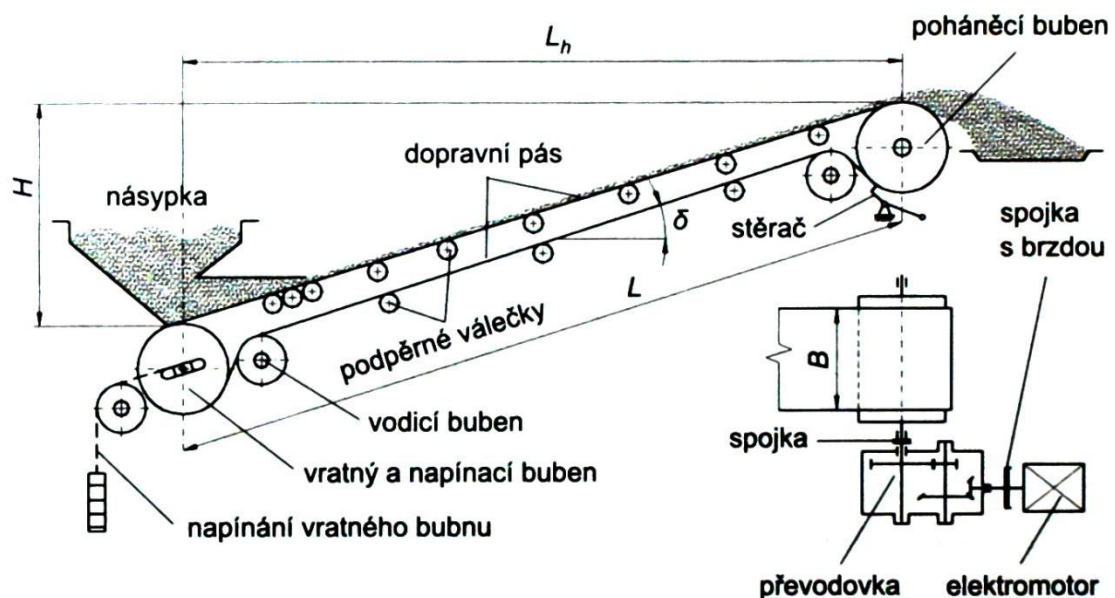 L_h
poháněcí buben
H
dopravní pás
násypka
δ
stěrač
spojka
s brzdou
L
podpěrné válečky
B
vodicí buben
spojka
vratný a napínací buben
napínání vratného bubnu
převodovka
elektromotor